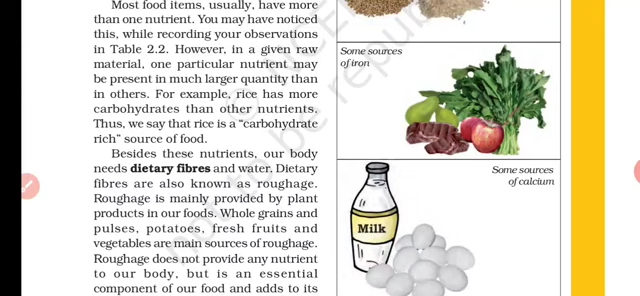 Most food items, usually, have more
than one nutrient. You may have noticed
this, while recording your observations
in Table 2.2. However, in a given raw
material, one particular nutrient may
be present in much larger quantity than
in others. For example, rice has more
carbohydrates than other nutrients.
Thus, we say that rice is a “carbohydrate
rich” source of food.
Besides these nutrients, our body
needs dietary fibres and water. Dietary
fibres are also known as roughage.
Roughage is mainly provided by plant
products in our foods. Whole grains and
pulses, potatoes, fresh fruits and
vegetables are main sources of roughage.
Roughage does not provide any nutrient
to our body, but is an essential
component of our food and adds to its
Some sources
of iron
Some sources
of calcium
Milk
not to be repu